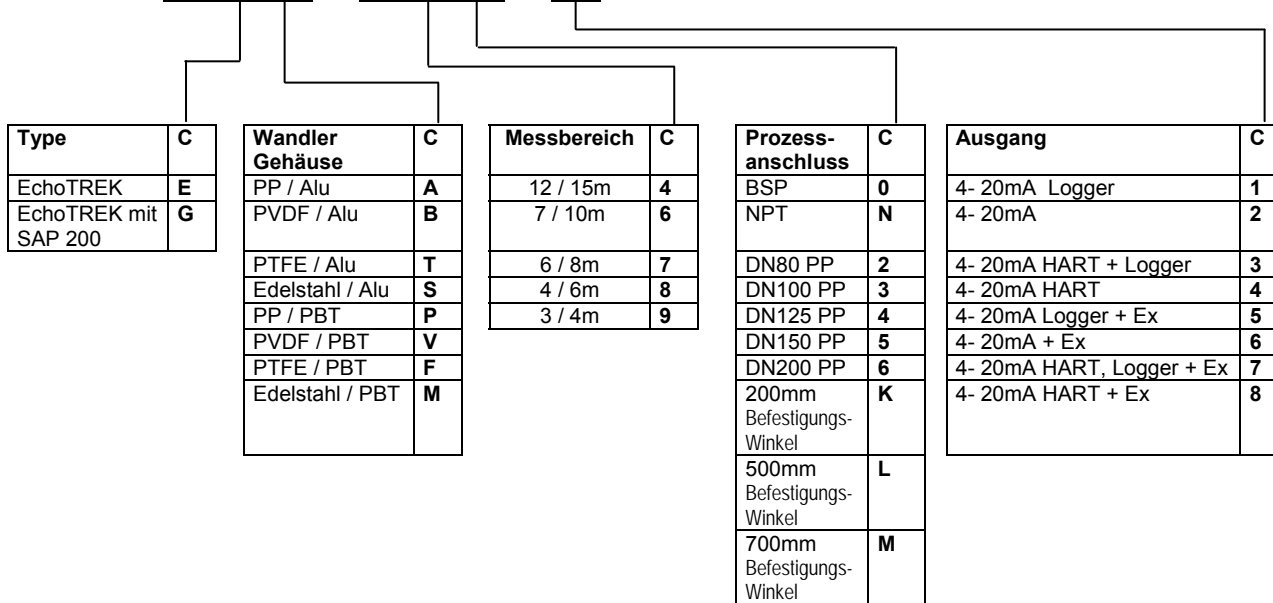 Type C
EchoTREK E
EchoTREK mit G
SAP 200
Wandler C
Gehäuse
PP / Alu A
PVDF / Alu B
PTFE / Alu T
Edelstahl / Alu S
PP / PBT P
PVDF / PBT V
PTFE / PBT F
Edelstahl / PBT M
Messbereich C
12 / 15m 4
7 / 10m 6
6 / 8m 7
4 / 6m 8
3 / 4m 9
Prozess- C
anschluss
BSP 0
NPT N
DN80 PP 2
DN100 PP 3
DN125 PP 4
DN150 PP 5
DN200 PP 6
200mm K
Befestigungs-
Winkel
500mm L
Befestigungs-
Winkel
700mm M
Befestigungs-
Winkel
Ausgang C
4- 20mA Logger 1
4- 20mA 2
4- 20mA HART + Logger 3
4- 20mA HART 4
4- 20mA Logger + Ex 5
4- 20mA + Ex 6
4- 20mA HART, Logger + Ex 7
4- 20mA HART + Ex 8